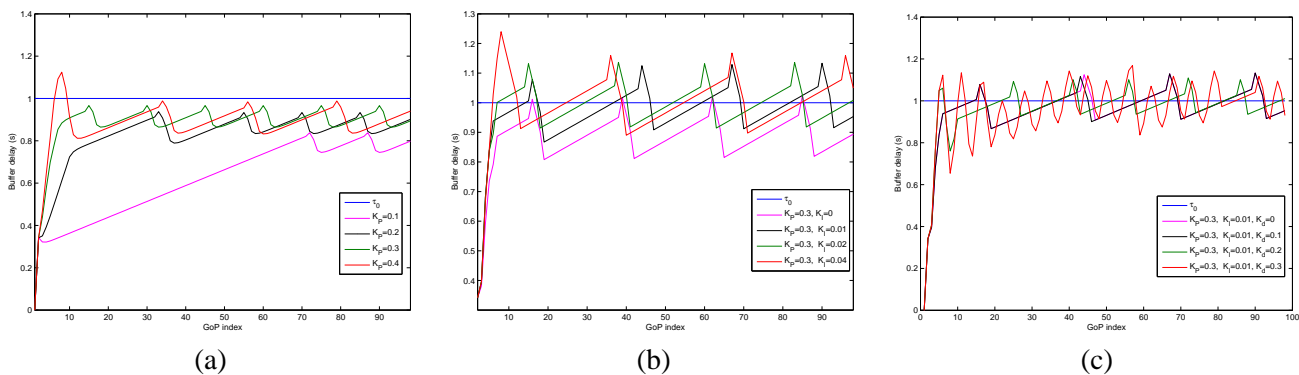 1.4
1.2
1
0.8
0.6
0.4
0.2
0
10 20 30 40 50 60 70 80 90
Buffer delay (s)
GoP index
τ0
KP=0.1
KP=0.2
KP=0.3
KP=0.4
(a)
1.3
1.2
1.1
1
0.9
0.8
0.7
0.6
0.5
0.4
10 20 30 40 50 60 70 80 90
Buffer delay (s)
GoP index
τ0
KP=0.3, KI=0
KP=0.3, KI=0.01
KP=0.3, KI=0.02
KP=0.3, KI=0.04
(b)
1.4
1.2
1
0.8
0.6
0.4
0.2
0
0 10 20 30 40 50 60 70 80 90 100
Buffer delay (s)
GoP index
τ0
KP=0.3, KI=0.01, Kd=0
KP=0.3, KI=0.01, Kd=0.1
KP=0.3, KI=0.01, Kd=0.2
KP=0.3, KI=0.01, Kd=0.3
(c)